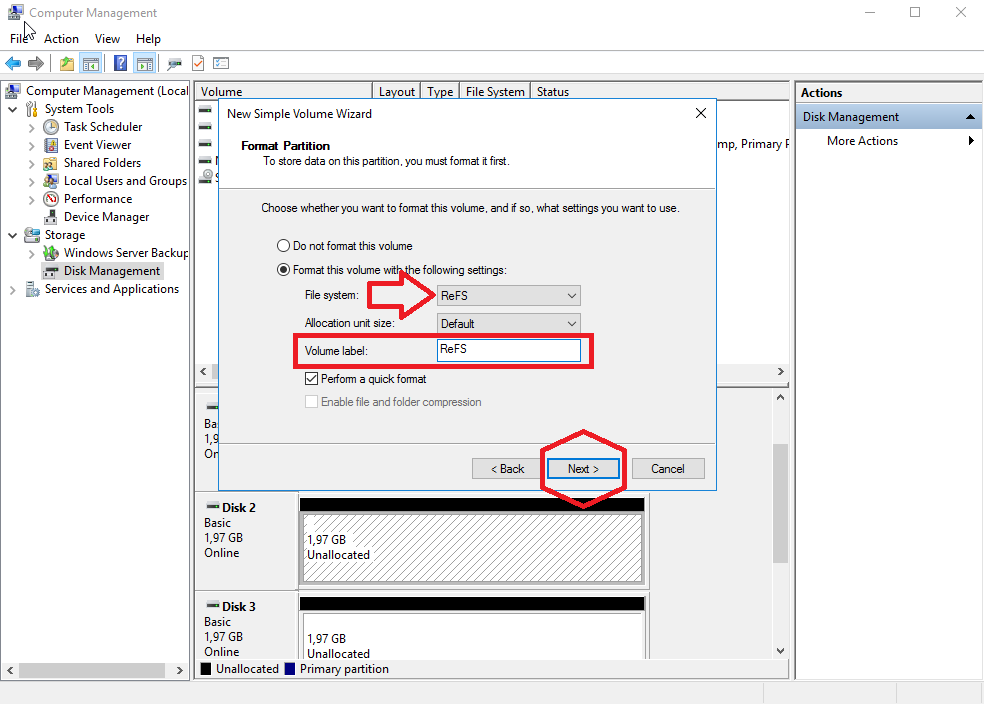 Computer Management
File Action View Help
Computer Management (Local
System Tools
Task Scheduler
Event Viewer
Shared Folders
Local Users and Groups
Performance
Device Manager
Storage
Windows Server Backup
Disk Management
Services and Applications
Volume Layout Type File System Status
mp, Primary P
New Simple Volume Wizard
Format Partition
To store data on this partition, you must format it first.
Choose whether you want to format this volume, and if so, what settings you want to use.
Do not format this volume
Format this volume with the following settings:
File system: ReFS
Allocation unit size: Default
Volume label: ReFS
Perform a quick format
Enable file and folder compression
< Back Next > Cancel
Ba
1,9
On
Disk 2
Basic
1,97 GB
Online
1,97 GB
Unallocated
Disk 3
Basic
1,97 GB
Online
1,97 GB
Unallocated
Unallocated Primary partition
Actions
Disk Management
More Actions